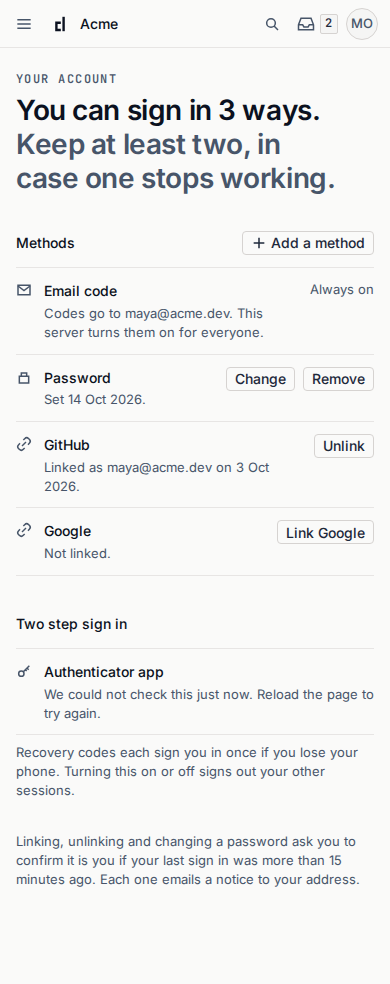 Acme
2
MO
YOUR ACCOUNT
You can sign in 3 ways.
Keep at least two, in
case one stops working.
Methods
Add a method
Email code
Always on
Codes go to maya@acme.dev. This
server turns them on for everyone.
Password
Change
Remove
Set 14 Oct 2026.
GitHub
Unlink
Linked as maya@acme.dev on 3 Oct
2026.
Google
Link Google
Not linked.
Two step sign in
Authenticator app
We could not check this just now. Reload the page to
try again.
Recovery codes each sign you in once if you lose your
phone. Turning this on or off signs out your other
sessions.
Linking, unlinking and changing a password ask you to
confirm it is you if your last sign in was more than 15
minutes ago. Each one emails a notice to your address.